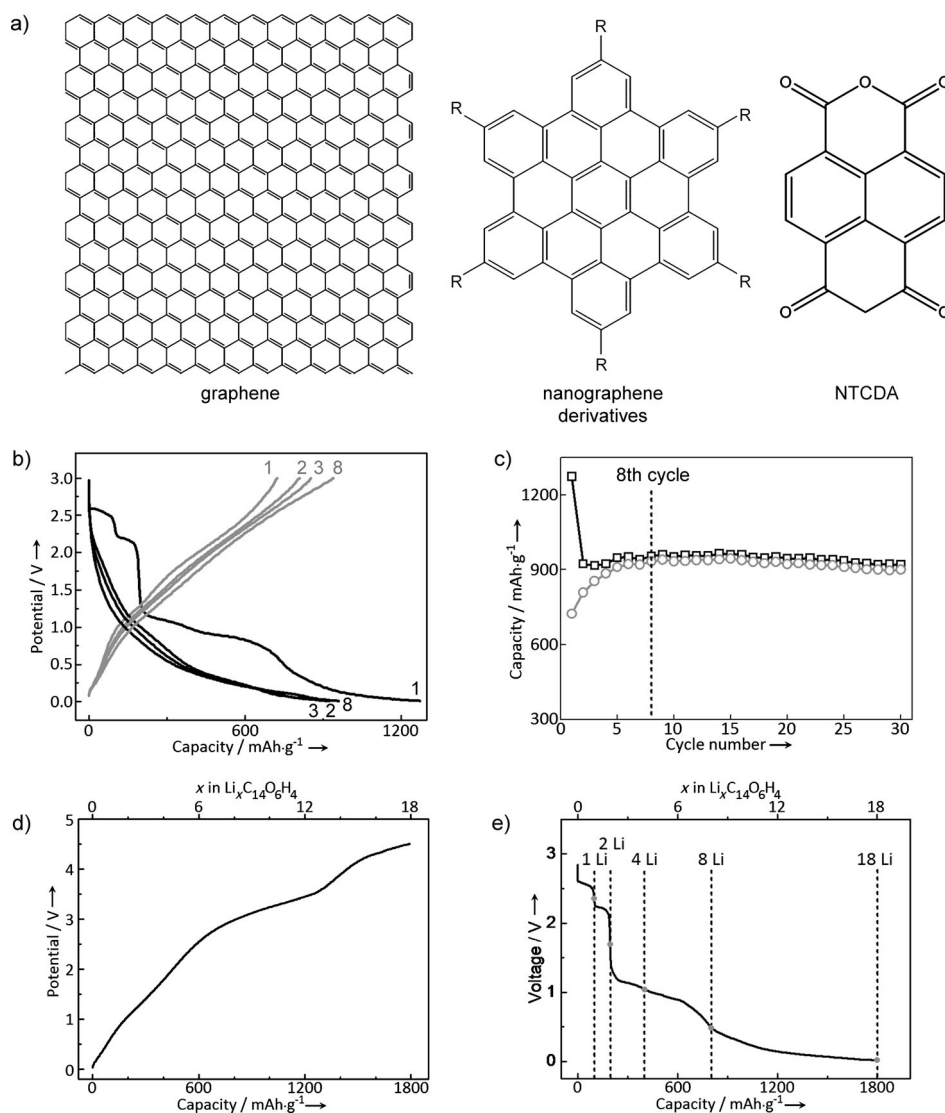 a)
R
R
R
R
R
R
O
O
O
O
O
graphene
nanographene
derivatives
NTCDA
b)
3.0
2.5
2.0
1.5
1.0
0.5
0.0
Potential / V →
1 2 3 8
1
3 2 8
0 600 1200
Capacity / mAh·g⁻¹ →
c)
1200
900
600
300
Capacity / mAh·g⁻¹ →
8th cycle
0 5 10 15 20 25 30
Cycle number →
d)
x in LiₓC₁₄O₆H₄
0 6 12 18
5
4
3
2
1
0
Potential / V →
0 600 1200 1800
Capacity / mAh·g⁻¹ →
e)
x in LiₓC₁₄O₆H₄
0 6 12 18
3
2
1
0
Voltage / V →
1 Li 2 Li 4 Li 8 Li 18 Li
0 600 1200 1800
Capacity / mAh·g⁻¹ →